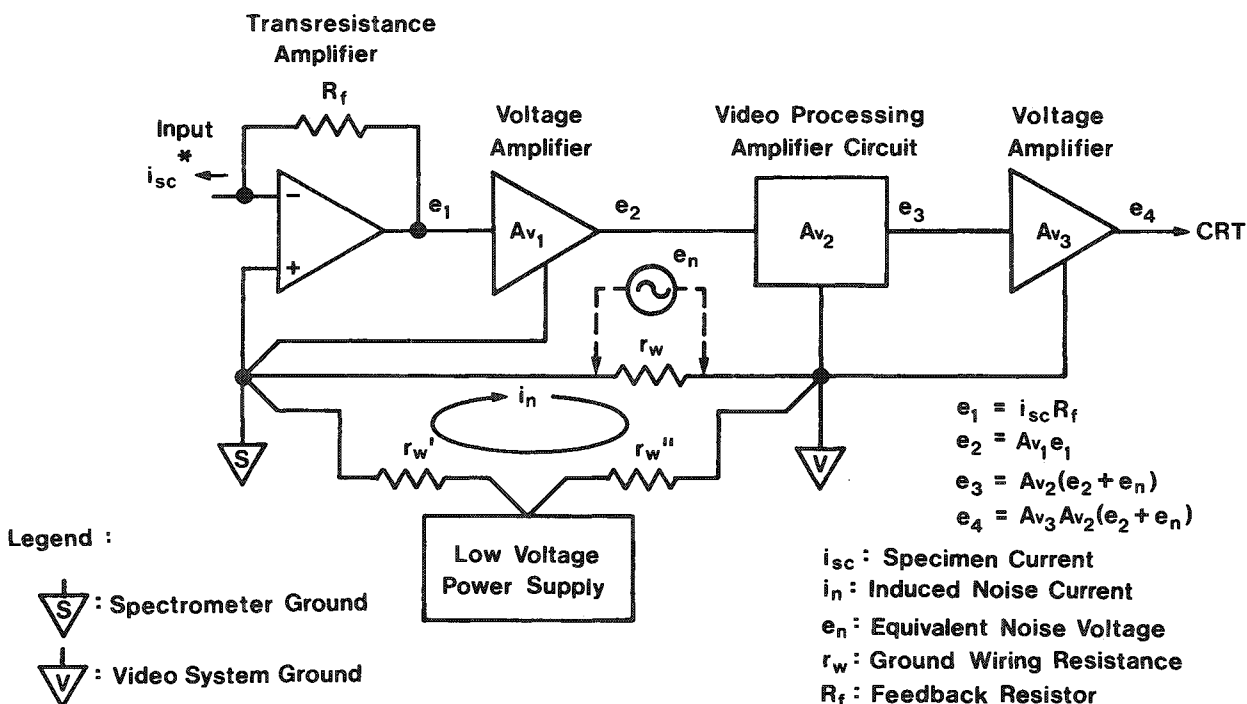 Transresistance
Amplifier
R_f
Input
*
i_sc
−
+
e_1
Voltage
Amplifier
Av_1
e_2
Video Processing
Amplifier Circuit
Av_2
e_3
Voltage
Amplifier
Av_3
e_4
CRT
e_n
r_w
i_n
r_w'
r_w''
S
V
Low Voltage
Power Supply
e_1 = i_sc R_f
e_2 = Av_1 e_1
e_3 = Av_2(e_2 + e_n)
e_4 = Av_3 Av_2(e_2 + e_n)
Legend :
S : Spectrometer Ground
V : Video System Ground
i_sc : Specimen Current
i_n : Induced Noise Current
e_n : Equivalent Noise Voltage
r_w : Ground Wiring Resistance
R_f : Feedback Resistor